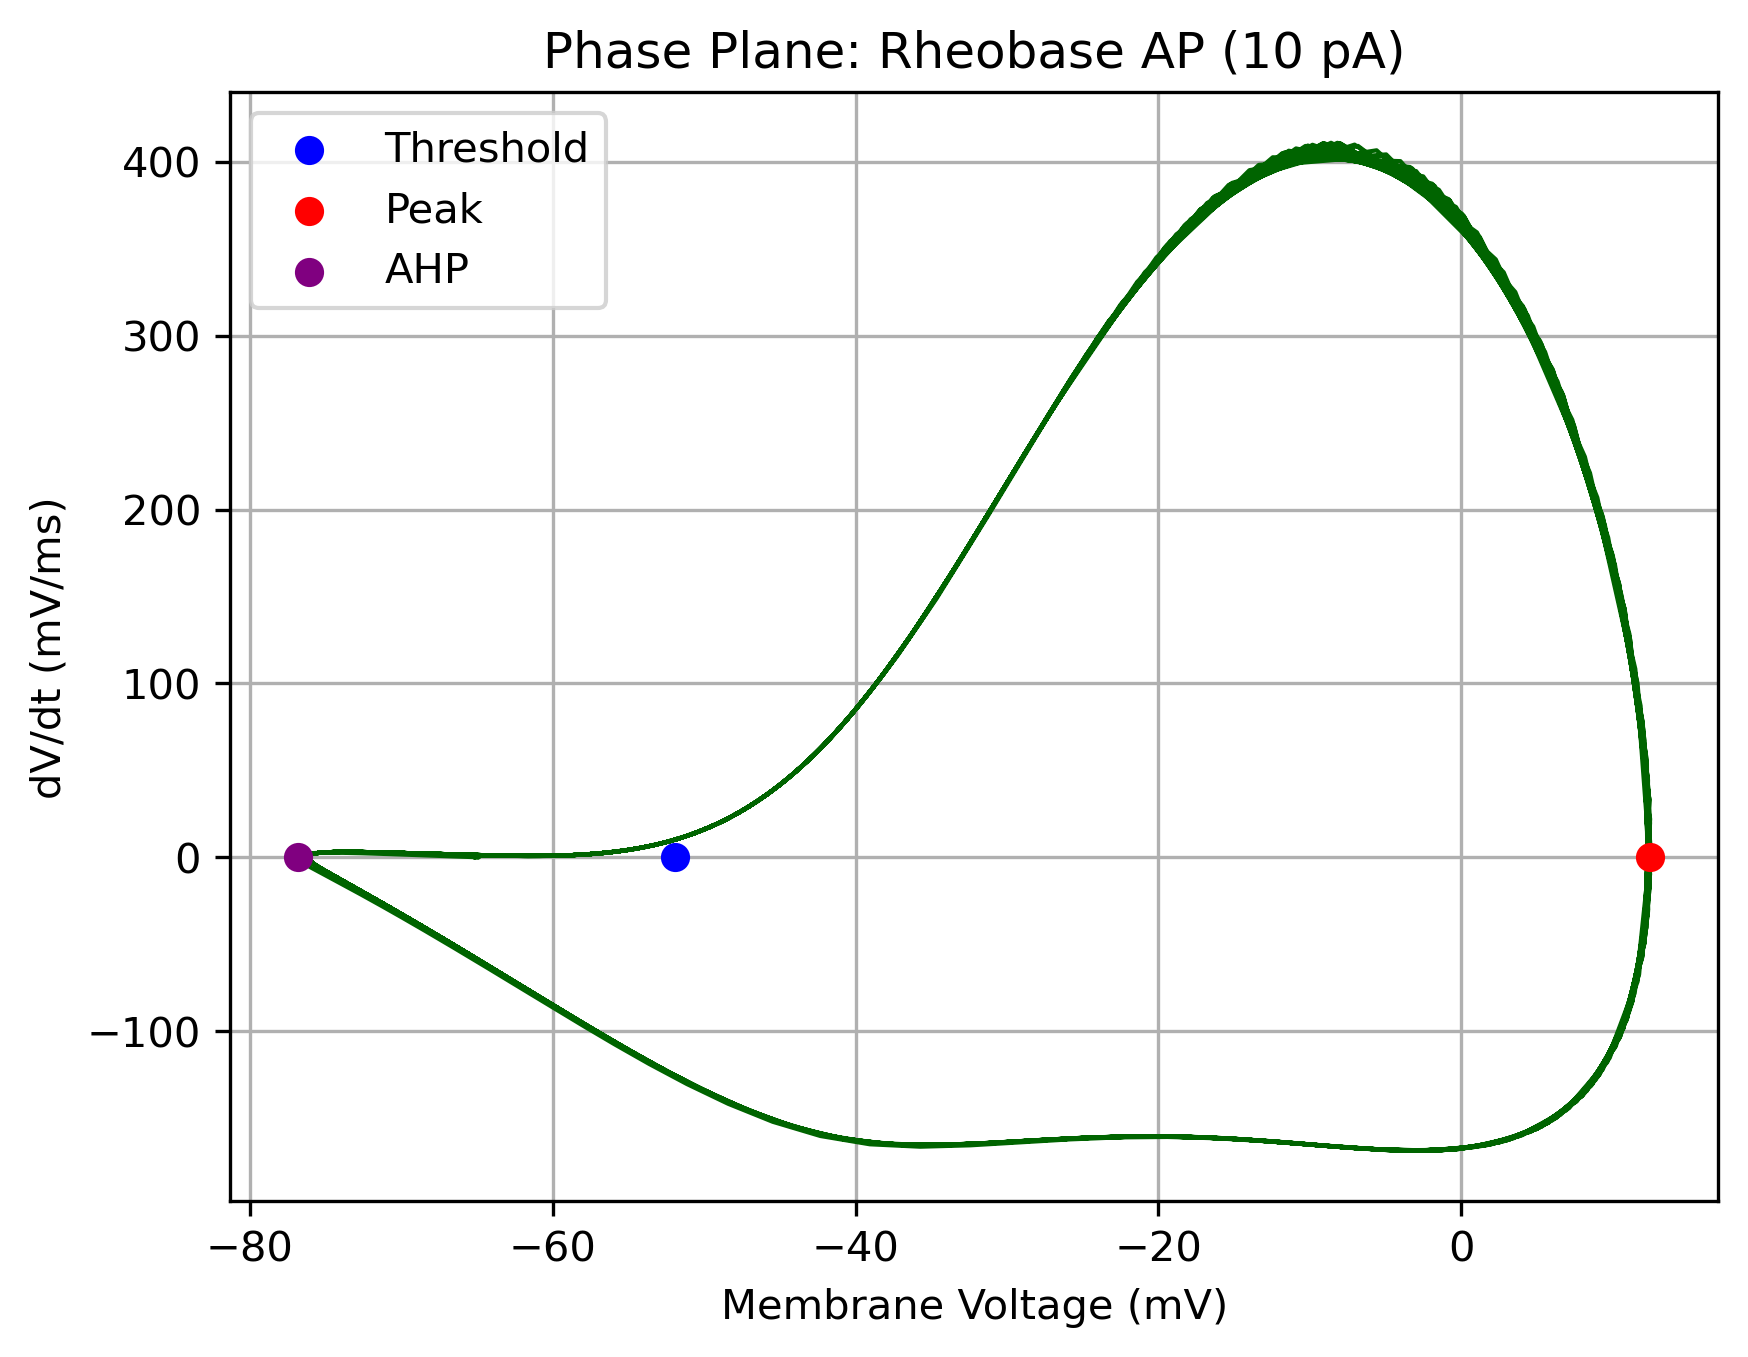 Phase Plane: Rheobase AP (10 pA)
Threshold
Peak
AHP
400
300
200
100
0
−100
dV/dt (mV/ms)
−80 −60 −40 −20 0
Membrane Voltage (mV)